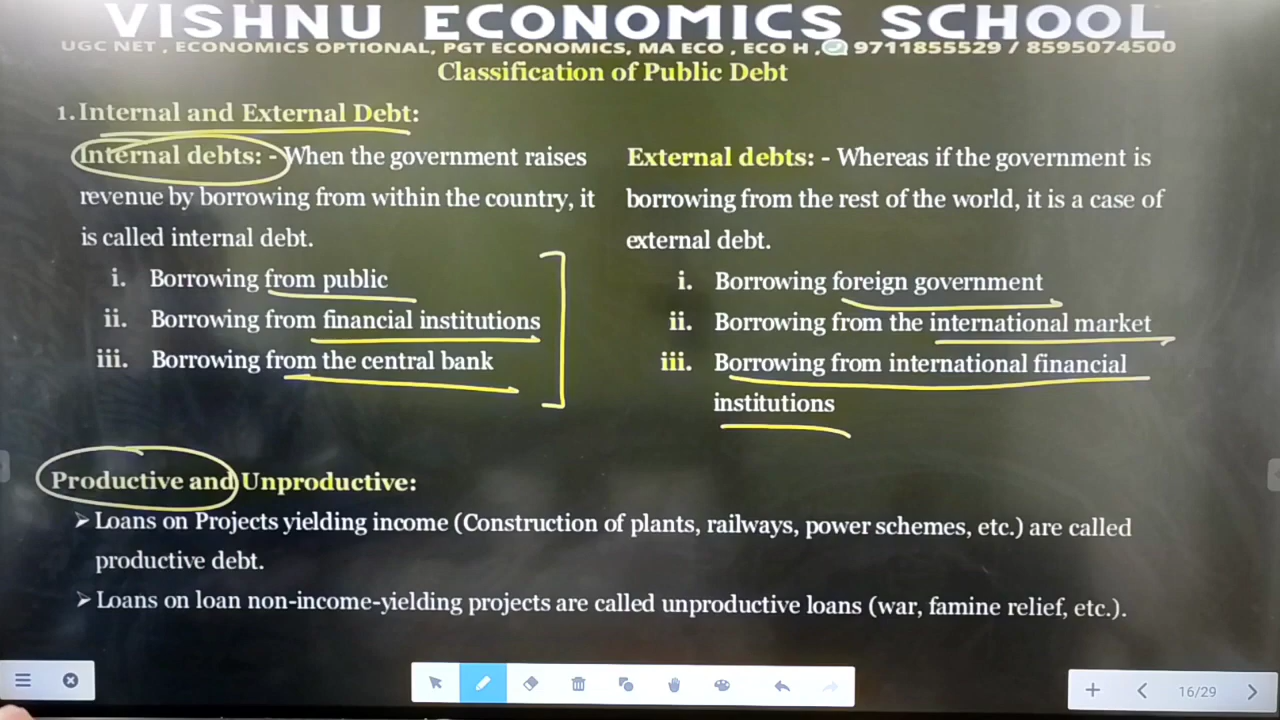 VISHNU ECONOMICS SCHOOL
UGC NET , ECONOMICS OPTIONAL, PGT ECONOMICS, MA ECO , ECO H , 9711855529 / 8595074500
Classification of Public Debt
1. Internal and External Debt:
Internal debts: - When the government raises
revenue by borrowing from within the country, it
is called internal debt.
i. Borrowing from public
ii. Borrowing from financial institutions
iii. Borrowing from the central bank
External debts: - Whereas if the government is
borrowing from the rest of the world, it is a case of
external debt.
i. Borrowing foreign government
ii. Borrowing from the international market
iii. Borrowing from international financial
institutions
Productive and Unproductive:
➢ Loans on Projects yielding income (Construction of plants, railways, power schemes, etc.) are called
productive debt.
➢ Loans on loan non-income-yielding projects are called unproductive loans (war, famine relief, etc.).
16/29